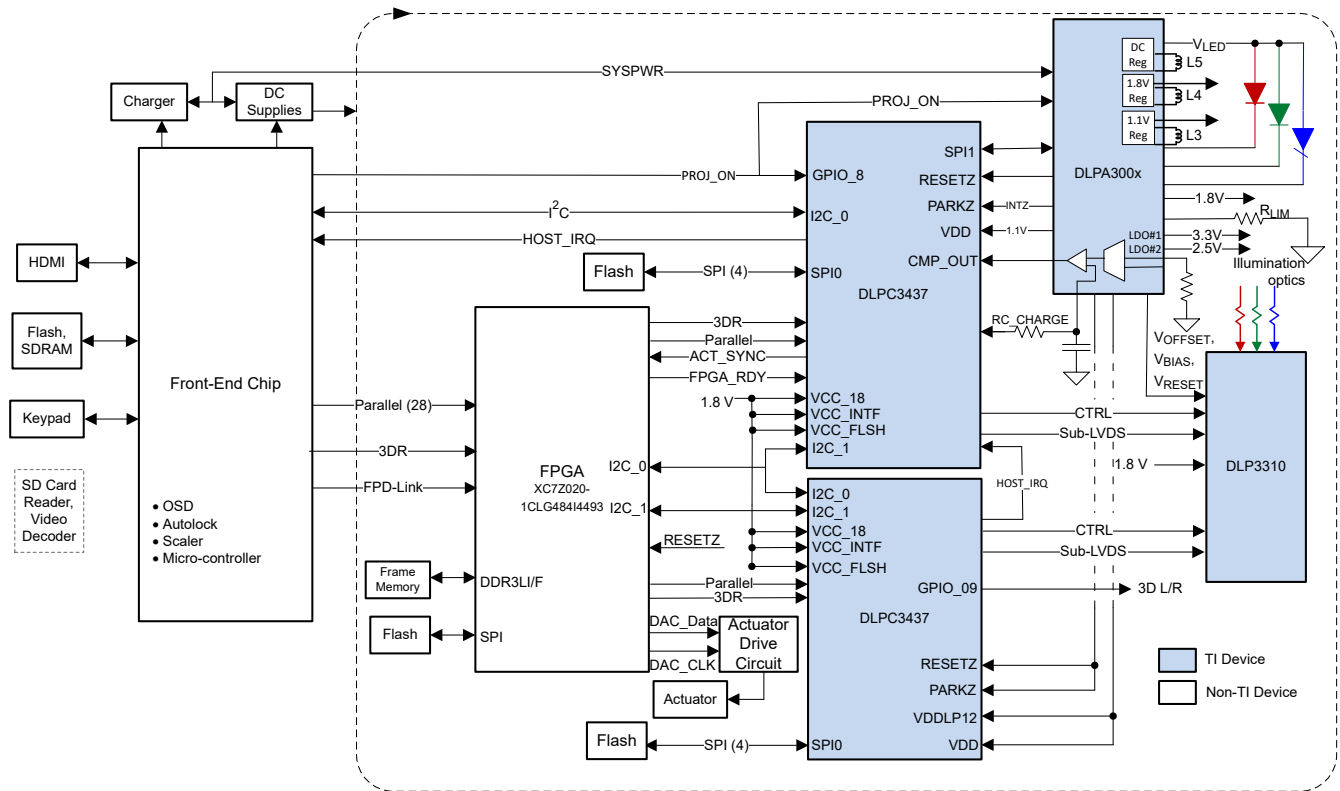 SYSPWR
Charger
DC
Supplies
PROJ_ON
PROJ_ON
I2C
HOST_IRQ
HDMI
Flash,
SDRAM
Keypad
SD Card
Reader,
Video
Decoder
Front-End Chip
• OSD
• Autolock
• Scaler
• Micro-controller
Parallel (28)
3DR
FPD-Link
Frame
Memory
Flash
FPGA
XC7Z020-
1CLG484I4493
I2C_0
I2C_1
RESETZ
DDR3LI/F
SPI
3DR
Parallel
ACT_SYNC
FPGA_RDY
1.8 V
Parallel
3DR
DAC_Data
DAC_CLK
Actuator
Drive
Circuit
Actuator
Flash
SPI (4)
GPIO_8
I2C_0
SPI0
DLPC3437
VCC_18
VCC_INTF
VCC_FLSH
I2C_1
SPI1
RESETZ
PARKZ
VDD
CMP_OUT
INTZ
1.1V
RC_CHARGE
DC
Reg
1.8V
Reg
1.1V
Reg
L5
L4
L3
VLED
DLPA300x
1.8V
RLIM
LDO#1
LDO#2
3.3V
2.5V
Illumination
optics
VOFFSET,
VBIAS,
VRESET
CTRL
Sub-LVDS
1.8 V
DLP3310
HOST_IRQ
CTRL
Sub-LVDS
I2C_0
I2C_1
VCC_18
VCC_INTF
VCC_FLSH
GPIO_09
3D L/R
DLPC3437
RESETZ
PARKZ
VDDLP12
VDD
SPI0
Flash
SPI (4)
TI Device
Non-TI Device